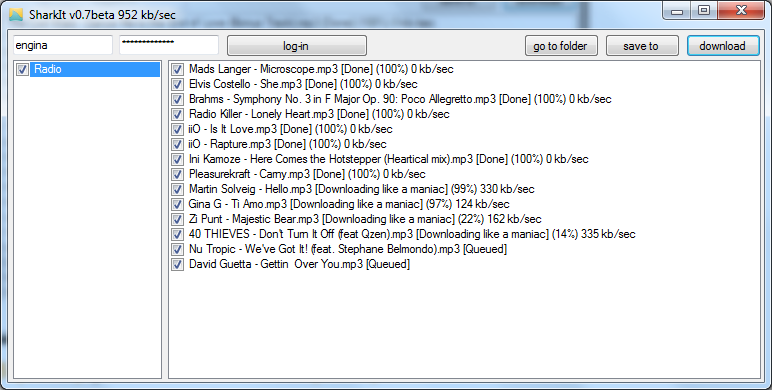 SharkIt v0.7beta 952 kb/sec
engina ************* log-in go to folder save to download
Radio
Mads Langer - Microscope.mp3 [Done] (100%) 0 kb/sec
Elvis Costello - She.mp3 [Done] (100%) 0 kb/sec
Brahms - Symphony No. 3 in F Major Op. 90: Poco Allegretto.mp3 [Done] (100%) 0 kb/sec
Radio Killer - Lonely Heart.mp3 [Done] (100%) 0 kb/sec
iiO - Is It Love.mp3 [Done] (100%) 0 kb/sec
iiO - Rapture.mp3 [Done] (100%) 0 kb/sec
Ini Kamoze - Here Comes the Hotstepper (Heartical mix).mp3 [Done] (100%) 0 kb/sec
Pleasurekraft - Carny.mp3 [Done] (100%) 0 kb/sec
Martin Solveig - Hello.mp3 [Downloading like a maniac] (99%) 330 kb/sec
Gina G - Ti Amo.mp3 [Downloading like a maniac] (97%) 124 kb/sec
Zi Punt - Majestic Bear.mp3 [Downloading like a maniac] (22%) 162 kb/sec
40 THIEVES - Don't Turn It Off (feat Qzen).mp3 [Downloading like a maniac] (14%) 335 kb/sec
Nu Tropic - We've Got It! (feat. Stephane Belmondo).mp3 [Queued]
David Guetta - Gettin  Over You.mp3 [Queued]